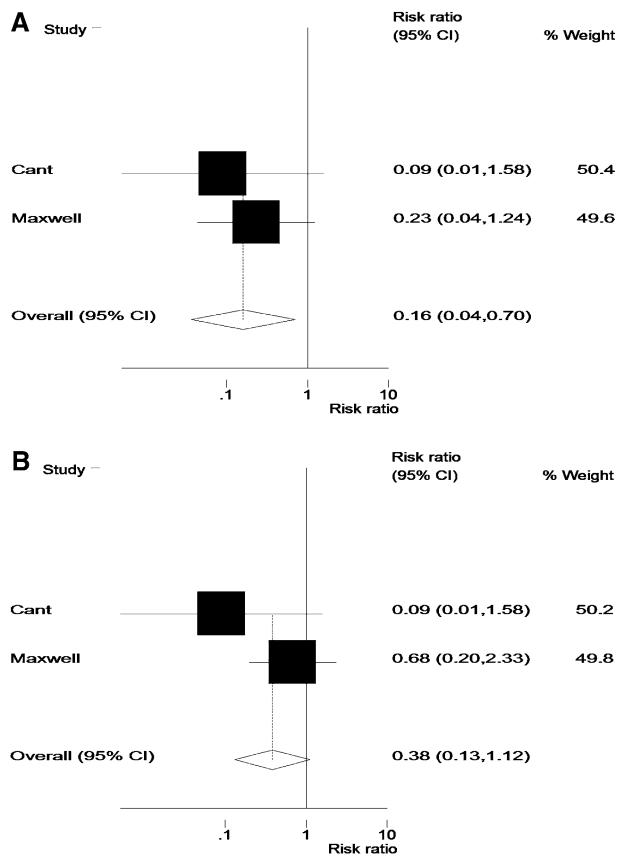 A
Study
Risk ratio
(95% CI) % Weight
Cant 0.09 (0.01,1.58) 50.4
Maxwell 0.23 (0.04,1.24) 49.6
Overall (95% CI) 0.16 (0.04,0.70)
.1 1 10
Risk ratio
B
Study
Risk ratio
(95% CI) % Weight
Cant 0.09 (0.01,1.58) 50.2
Maxwell 0.68 (0.20,2.33) 49.8
Overall (95% CI) 0.38 (0.13,1.12)
.1 1 10
Risk ratio